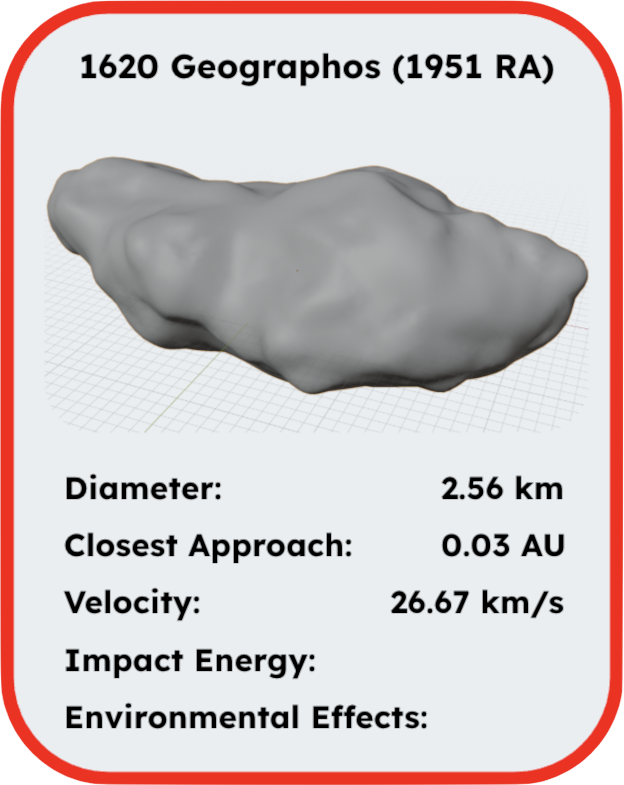 1620 Geographos (1951 RA)
Diameter: 2.56 km
Closest Approach: 0.03 AU
Velocity: 26.67 km/s
Impact Energy:
Environmental Effects: